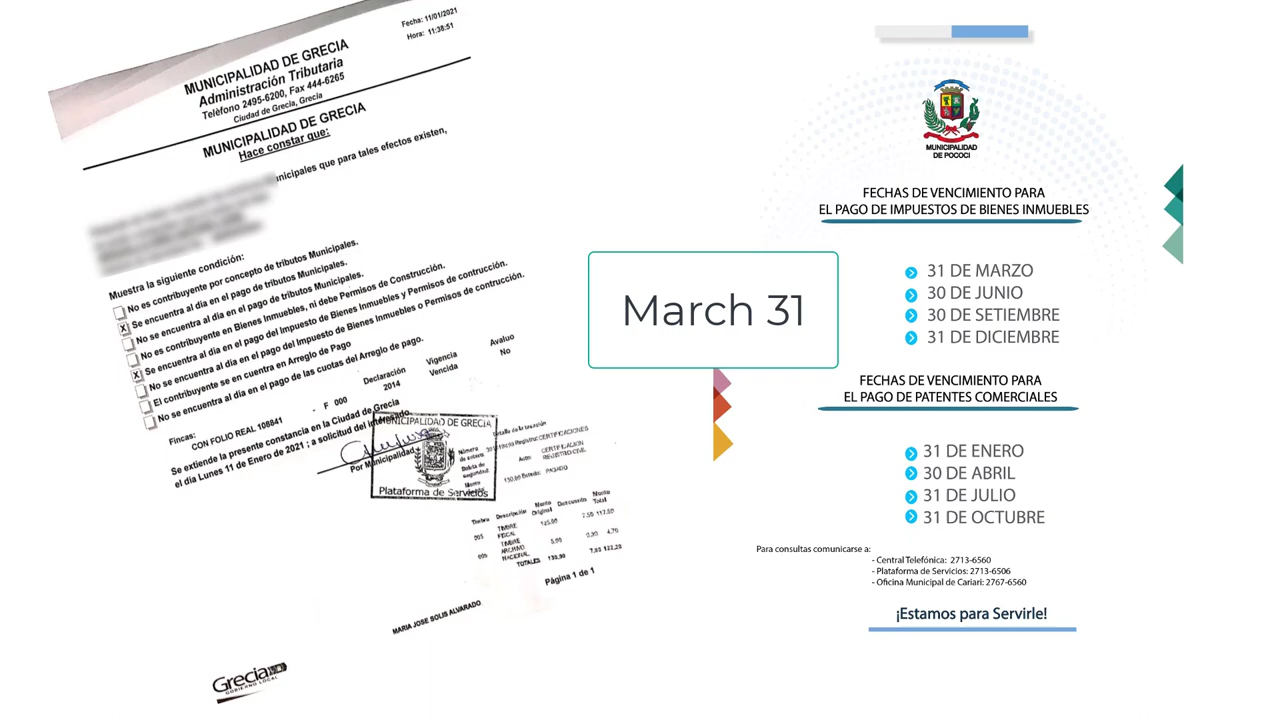 Fecha: 11/01/2021
Hora: 11:38:51
MUNICIPALIDAD DE GRECIA
Administración Tributaria
Teléfono 2495-6200, Fax 444-6265
Ciudad de Grecia, Grecia
MUNICIPALIDAD DE GRECIA
Hace constar que:
nicipales que para tales efectos existen,
Muestra la siguiente condición:
No es contribuyente por concepto de tributos Municipales.
X Se encuentra al día en el pago de tributos Municipales.
No se encuentra al día en el pago de tributos Municipales.
No es contribuyente en Bienes Inmuebles, ni debe Permisos de Construcción.
X Se encuentra al día en el pago del Impuesto de Bienes Inmuebles y Permisos de contrucción.
No se encuentra al día en el pago del Impuesto de Bienes Inmuebles o Permisos de contrucción.
El contribuyente se en cuentra en Arreglo de Pago
No se encuentra al día en el pago de las cuotas del Arreglo de pago.
Declaración Vigencia Avaluo
2014 Vencida No
Fincas:
CON FOLIO REAL 108841 - F 000
Se extiende la presente constancia en la Ciudad de Grecia
el día Lunes 11 de Enero de 2021 ; a solicitud del interesado.
Por Municipalidad
MUNICIPALIDAD DE GRECIA
Plataforma de Servicios
Detalle de la
Número
CERTIFICACIONES
CERTIFICACION
REGISTRO CIVIL
Monto
130,00 Estado: PAGADO
Timbre Descripción Monto Original Descuento Monto Total
005 TIMBRE FISCAL 125,00 7,50 117,50
TIMBRE ARCHIVO NACIONAL 5,00 4,70
TOTALES 130,00
Página 1 de 1
MARIA JOSE SOLIS ALVARADO
Grecia
GOBIERNO LOCAL
March 31
MUNICIPALIDAD
DE POCOCI
FECHAS DE VENCIMIENTO PARA
EL PAGO DE IMPUESTOS DE BIENES INMUEBLES
31 DE MARZO
30 DE JUNIO
30 DE SETIEMBRE
31 DE DICIEMBRE
FECHAS DE VENCIMIENTO PARA
EL PAGO DE PATENTES COMERCIALES
31 DE ENERO
30 DE ABRIL
31 DE JULIO
31 DE OCTUBRE
Para consultas comunicarse a:
- Central Telefónica: 2713-6560
- Plataforma de Servicios: 2713-6506
- Oficina Municipal de Cariari: 2767-6560
¡Estamos para Servirle!